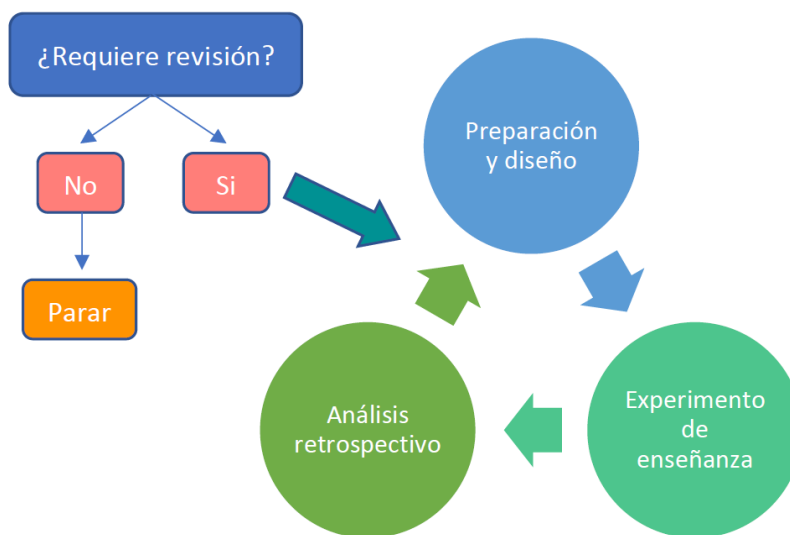 ¿Requiere revisión?
No
Si
Parar
Preparación
y diseño
Experimento
de
enseñanza
Análisis
retrospectivo